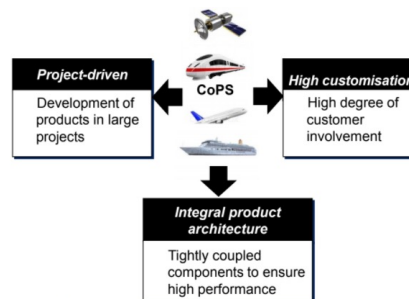 Project-driven
Development of
products in large
projects
CoPS
High customisation
High degree of
customer
involvement
Integral product
architecture
Tightly coupled
components to ensure
high performance